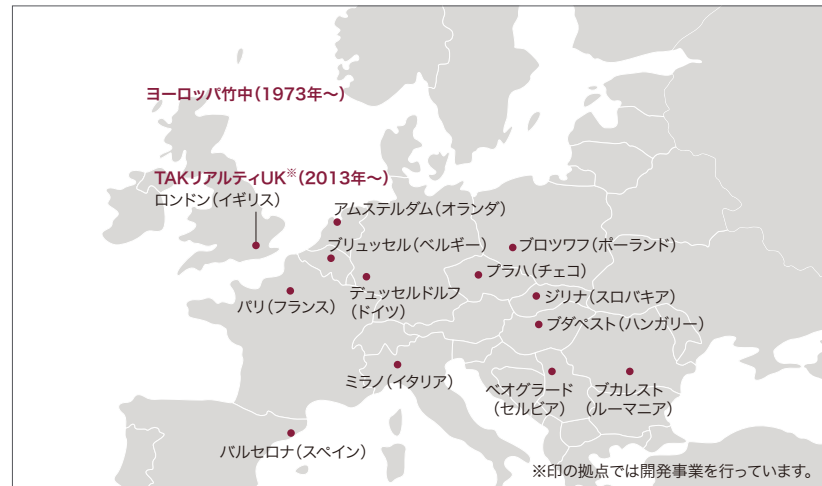 ヨーロッパ竹中(1973年〜)
TAKリアルティUK※(2013年〜)
ロンドン(イギリス)
アムステルダム(オランダ)
ブリュッセル(ベルギー)
ブロツワフ(ポーランド)
プラハ(チェコ)
デュッセルドルフ
(ドイツ)
ジリナ(スロバキア)
パリ(フランス)
ブダペスト(ハンガリー)
ミラノ(イタリア)
ベオグラード
(セルビア)
ブカレスト
(ルーマニア)
バルセロナ(スペイン)
※印の拠点では開発事業を行っています。